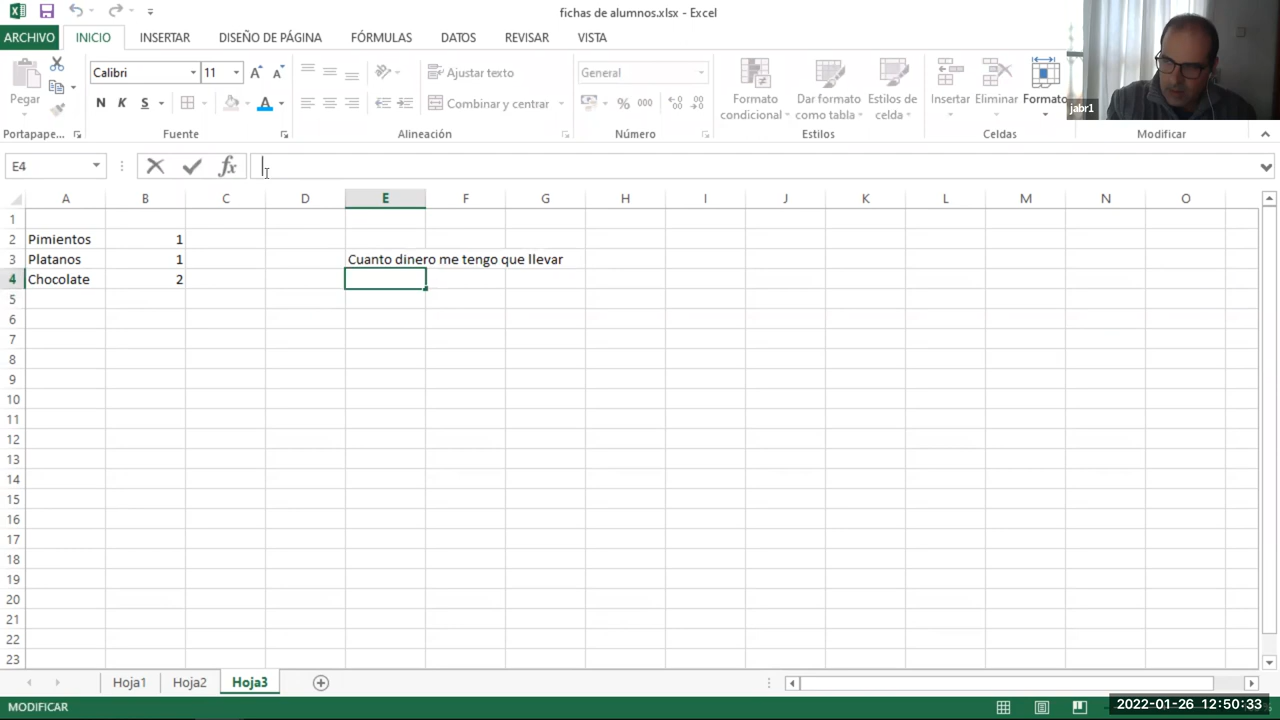 fichas de alumnos.xlsx - Excel
ARCHIVO INICIO INSERTAR DISEÑO DE PÁGINA FÓRMULAS DATOS REVISAR VISTA
Calibri 11 Ajustar texto General
Pegar N K S A Combinar y centrar % 000 Formato condicional Dar formato como tabla Estilos de celda Insertar Eliminar Formato
jabr1
Portapape... Fuente Alineación Número Estilos Celdas Modificar
E4 fx
A B C D E F G H I J K L M N O
1
2 Pimientos 1
3 Platanos 1 Cuanto dinero me tengo que llevar
4 Chocolate 2
5
6
7
8
9
10
11
12
13
14
15
16
17
18
19
20
21
22
23
Hoja1 Hoja2 Hoja3
MODIFICAR
2022-01-26 12:50:33